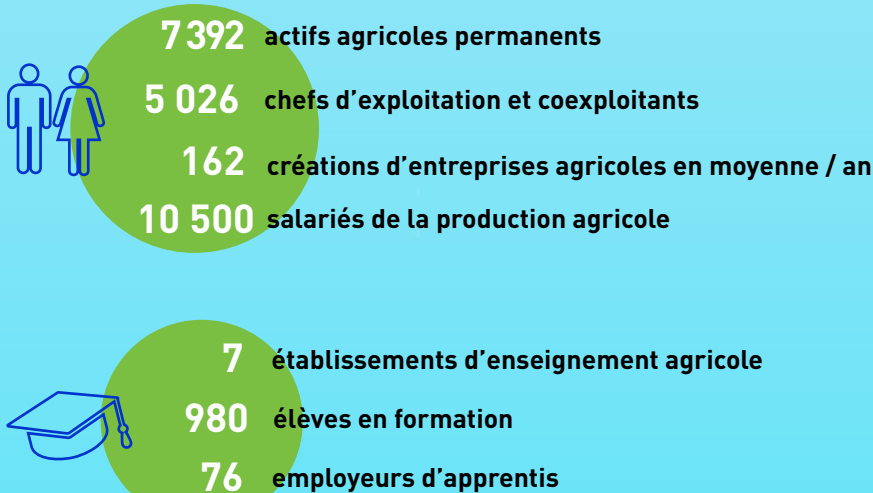 7 392 actifs agricoles permanents
5 026 chefs d'exploitation et coexploitants
162 créations d'entreprises agricoles en moyenne / an
10 500 salariés de la production agricole
7 établissements d'enseignement agricole
980 élèves en formation
76 employeurs d'apprentis